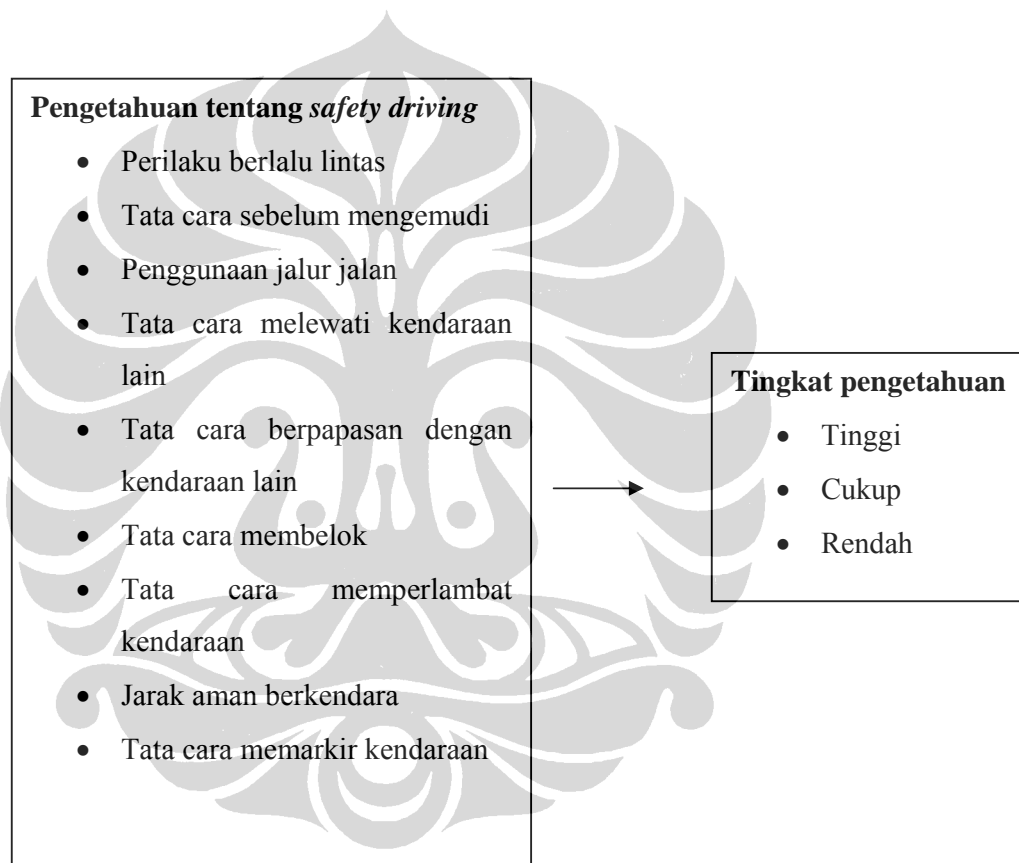 Pengetahuan tentang safety driving
• Perilaku berlalu lintas
• Tata cara sebelum mengemudi
• Penggunaan jalur jalan
• Tata cara melewati kendaraan
lain
• Tata cara berpapasan dengan
kendaraan lain
• Tata cara membelok
• Tata cara memperlambat
kendaraan
• Jarak aman berkendara
• Tata cara memarkir kendaraan
Tingkat pengetahuan
• Tinggi
• Cukup
• Rendah